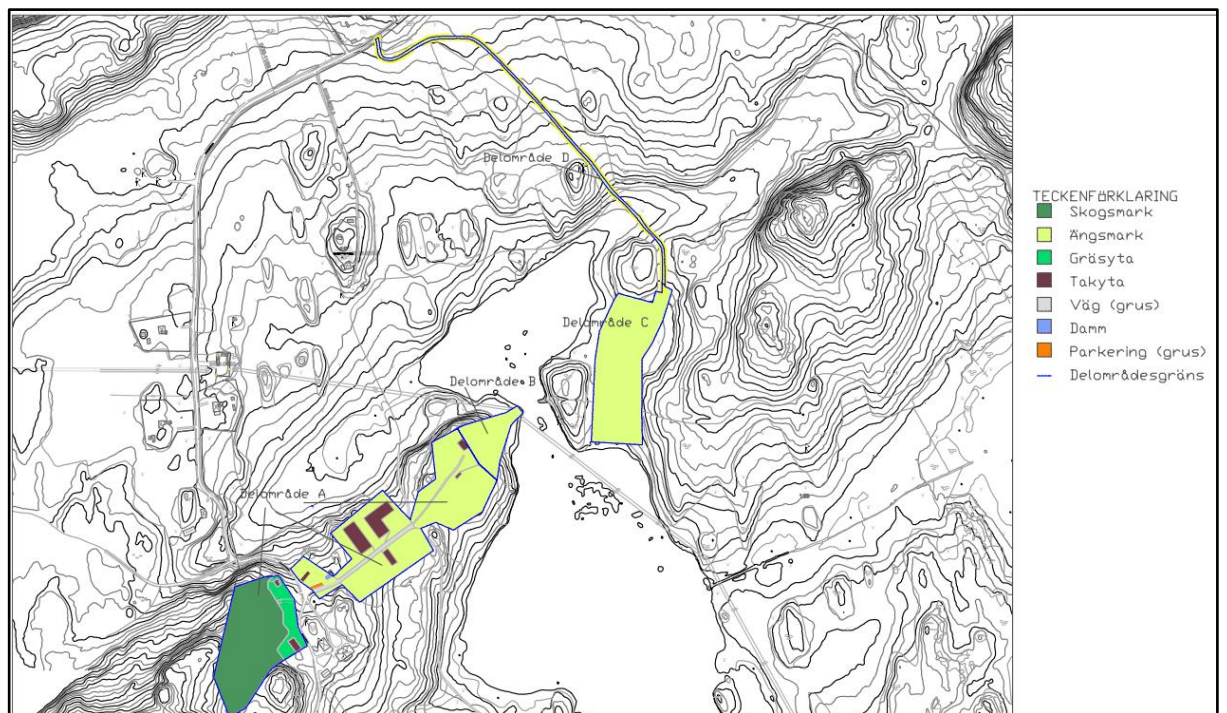 Delområde D
Delområde C
Delområde B
Delområde A
TECKENFÖRKLARING
Skogsmark
Ängsmark
Gräsyta
Takyta
Väg (grus)
Damm
Parkering (grus)
Delområdesgräns